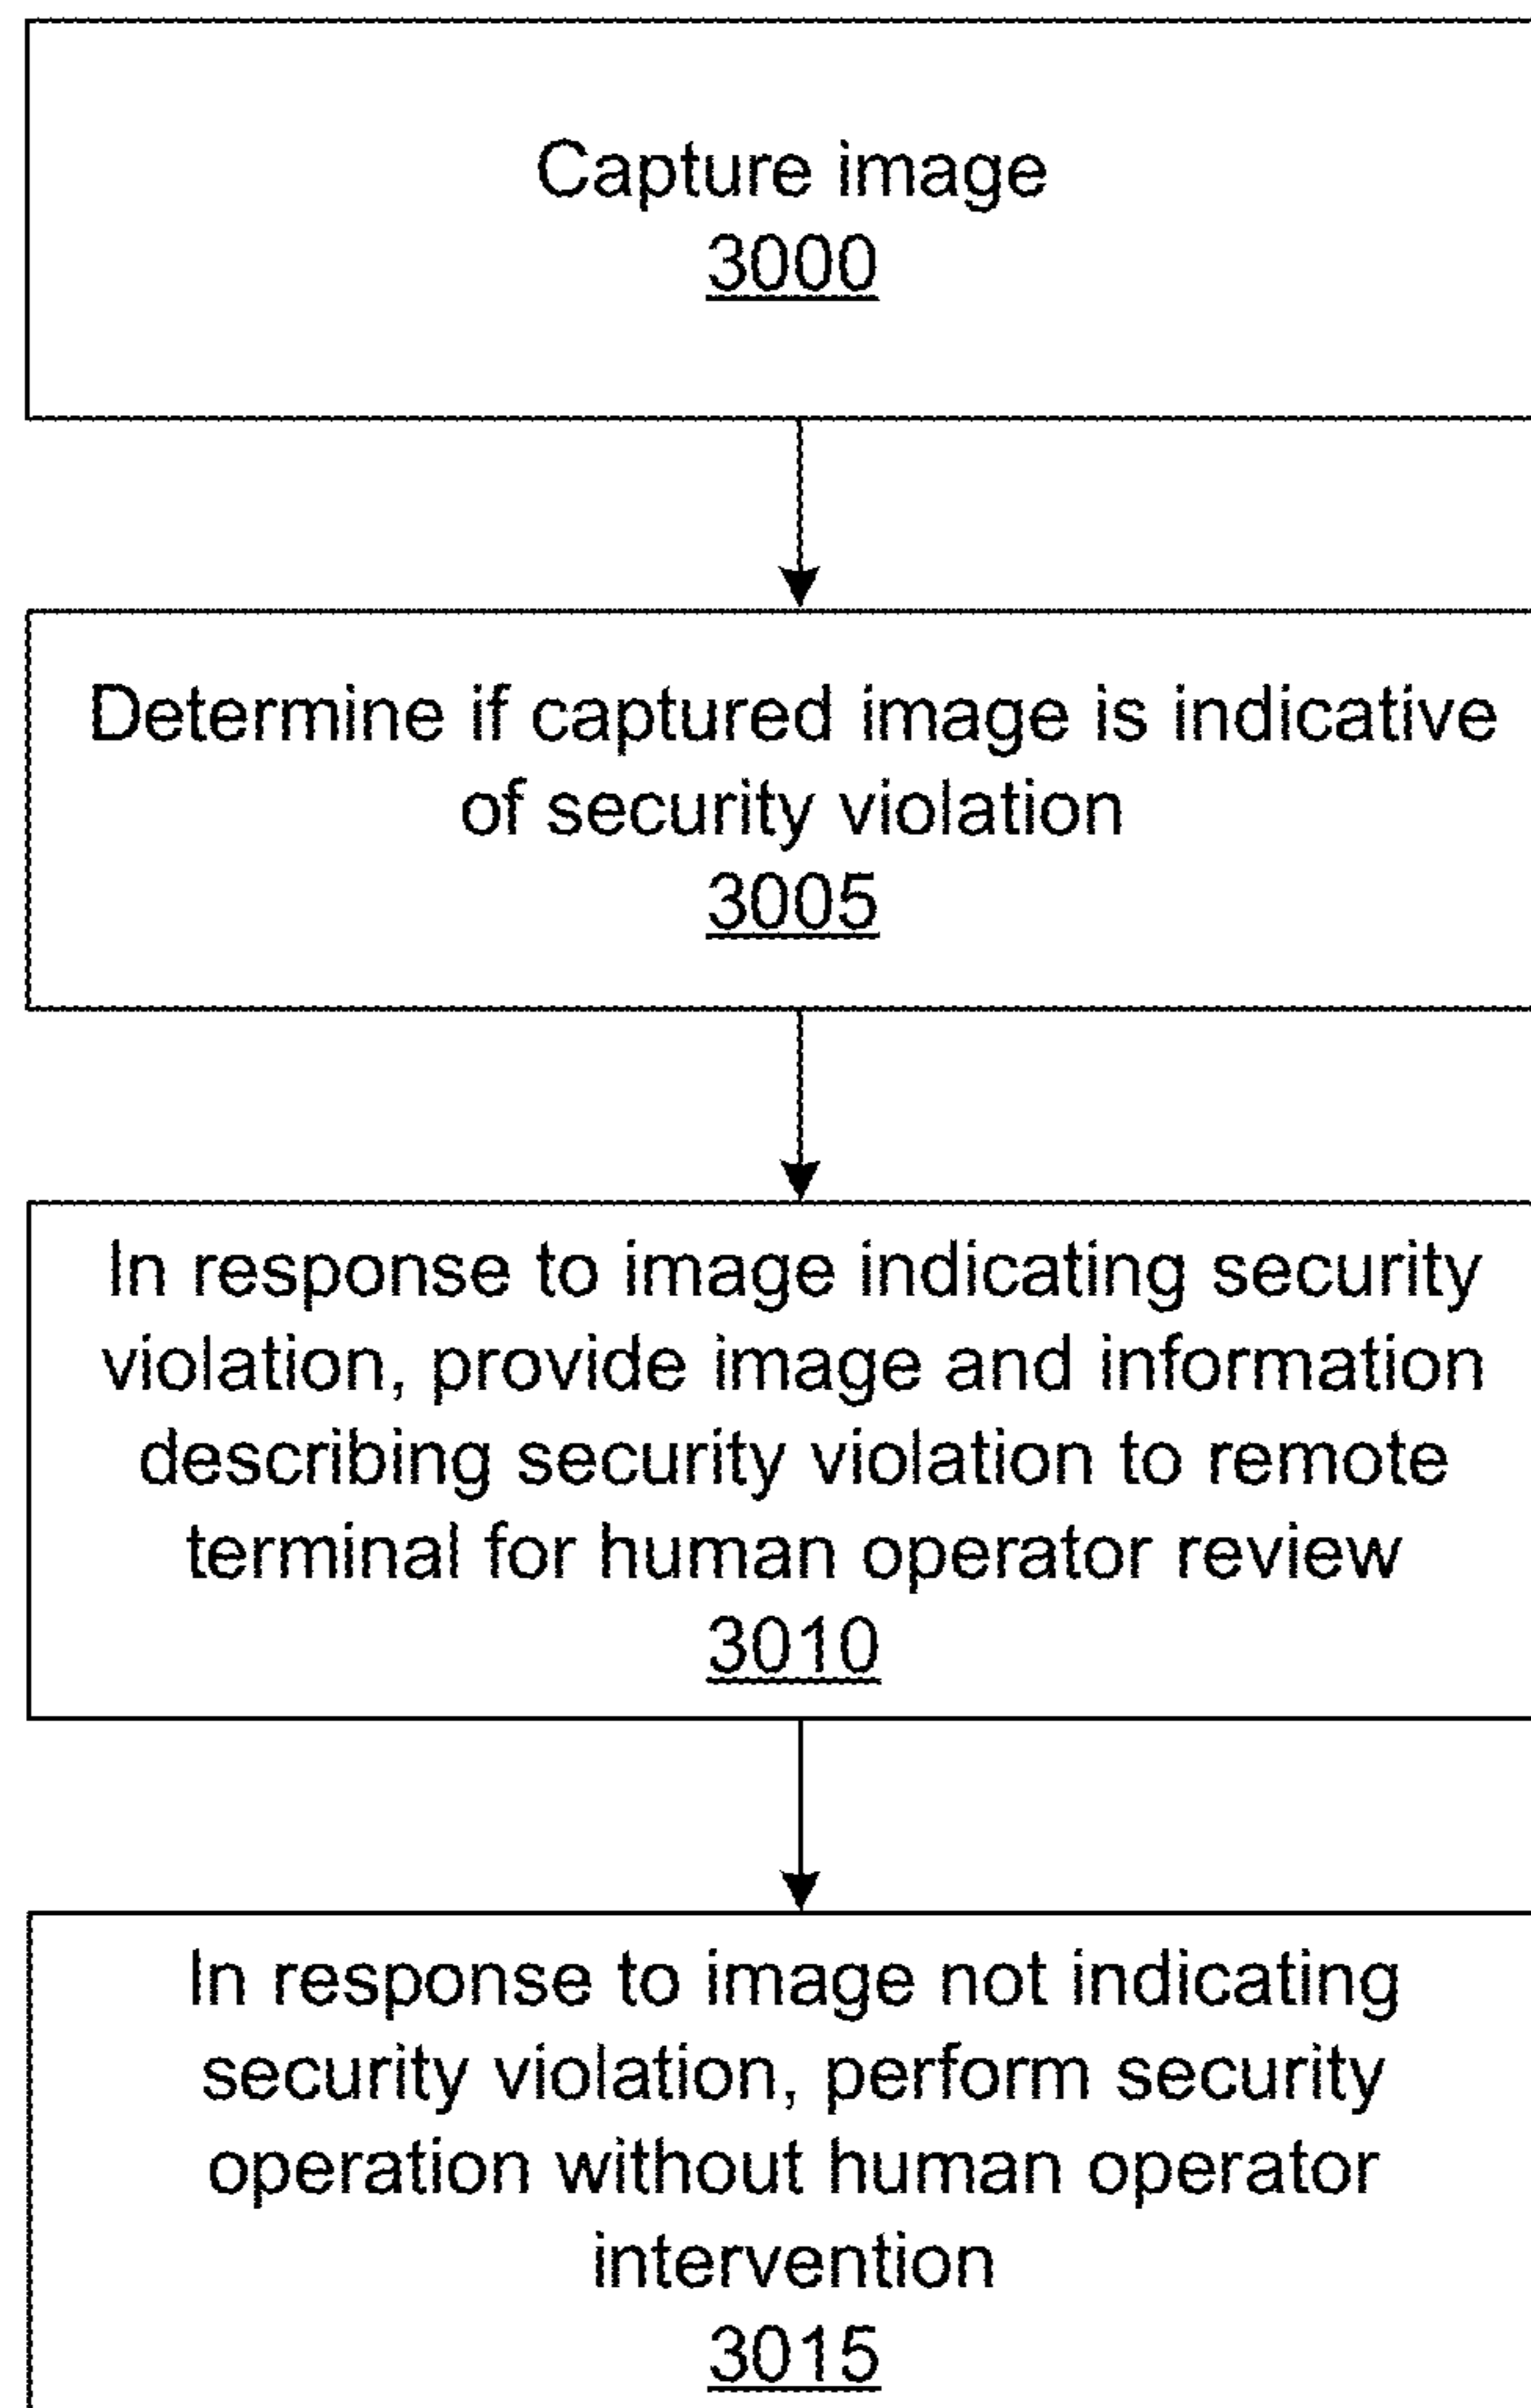 Capture image
3000
Determine if captured image is indicative
of security violation
3005
In response to image indicating security
violation, provide image and information
describing security violation to remote
terminal for human operator review
3010
In response to image not indicating
security violation, perform security
operation without human operator
intervention
3015